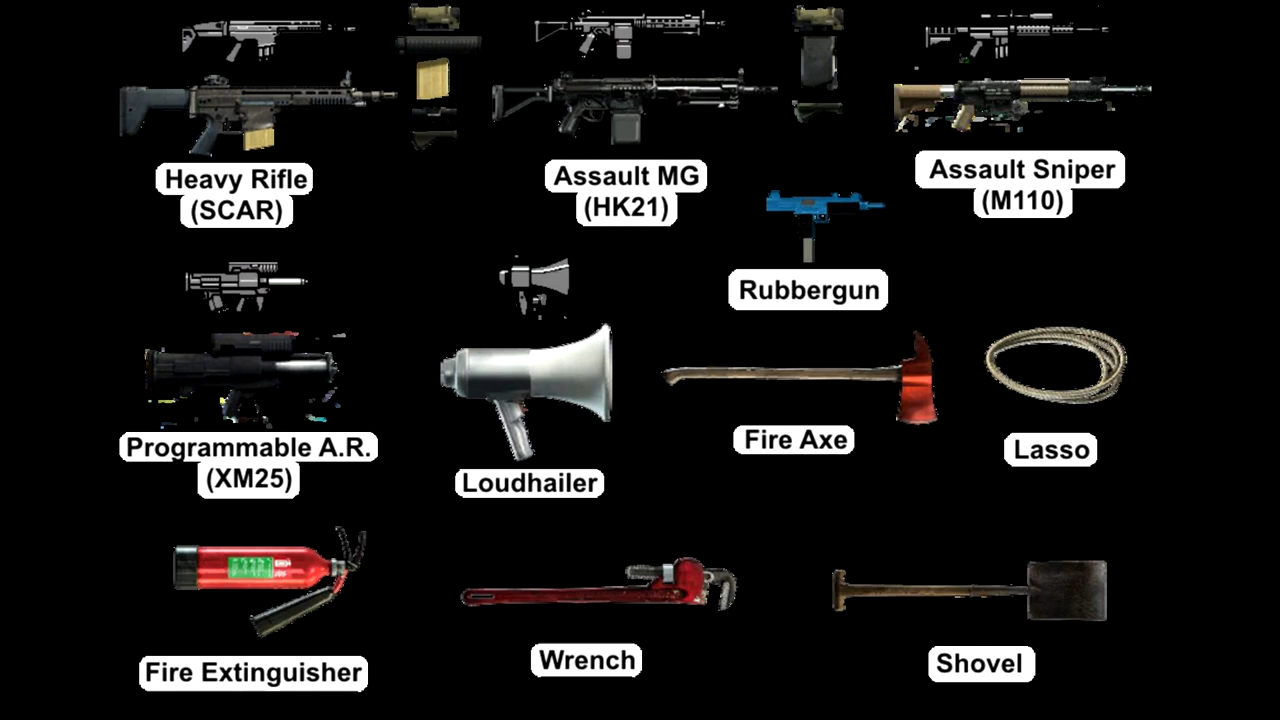 Heavy Rifle
(SCAR)
Assault MG
(HK21)
Assault Sniper
(M110)
Rubbergun
Programmable A.R.
(XM25)
Loudhailer
Fire Axe
Lasso
Fire Extinguisher
Wrench
Shovel